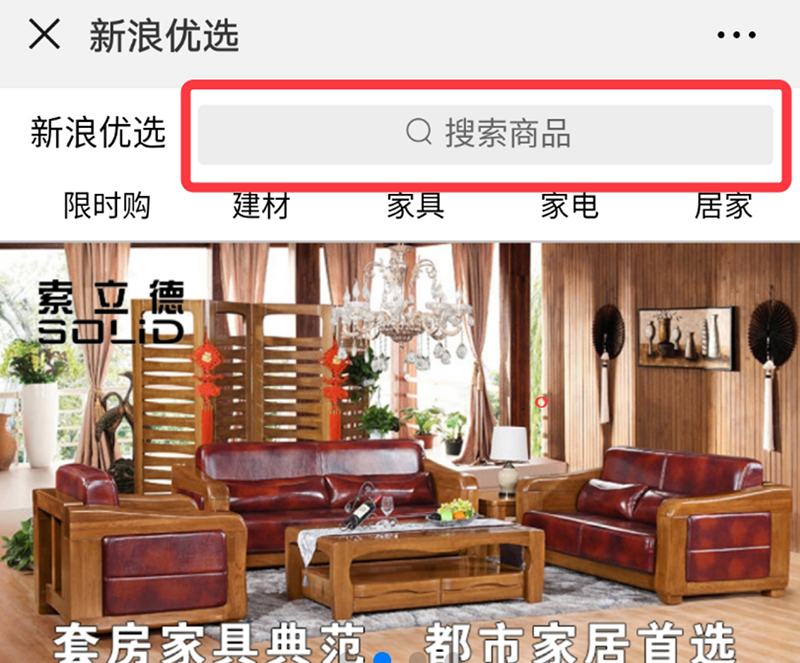 新浪优选
新浪优选 搜索商品
限时购 建材 家具 家电 居家
索立德
SOLiD
套房家具典范 都市家居首选